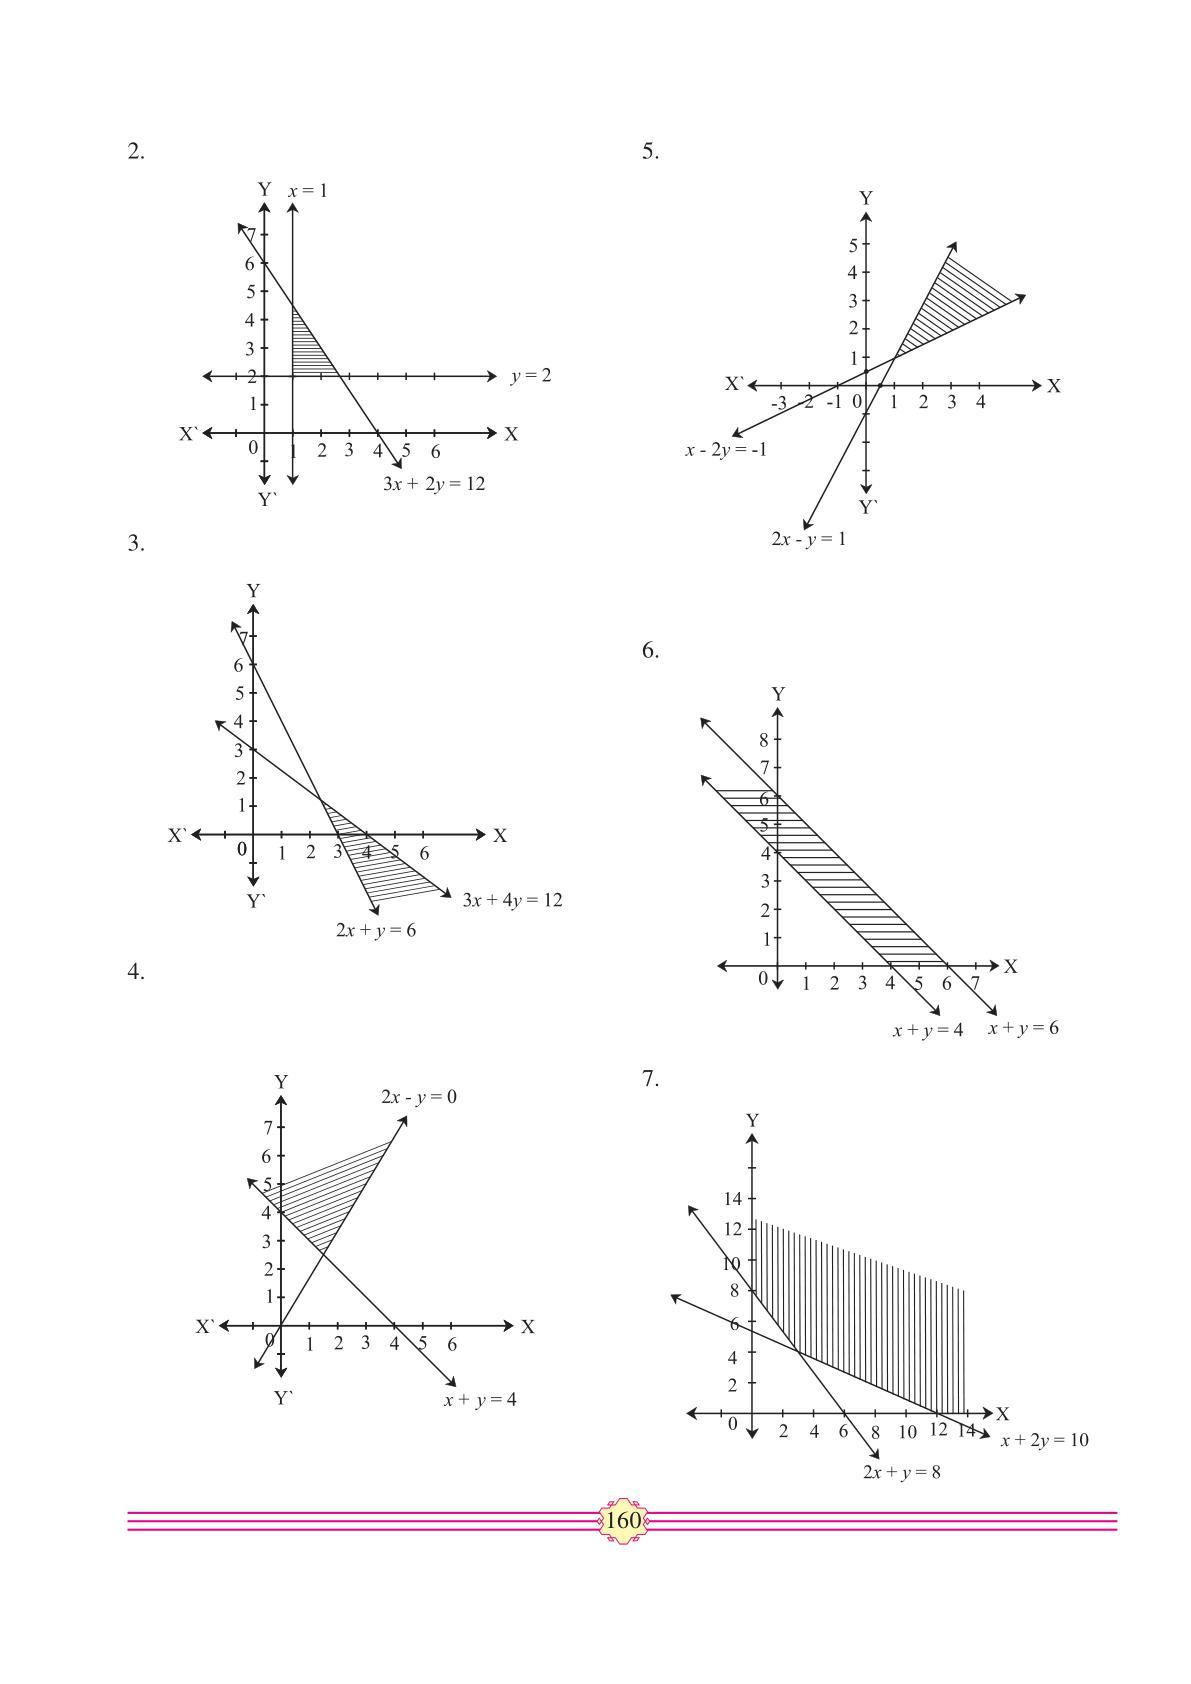 2.
Y x = 1
7
6
5
4
3
2
y = 2
1
X` X
0 1 2 3 4 5 6
3x + 2y = 12
Y`
3.
Y
7
6
5
4
3
2
1
X` X
0 1 2 3 4 5 6
Y`
3x + 4y = 12
2x + y = 6
4.
Y
2x - y = 0
7
6
5
4
3
2
1
X` X
0 1 2 3 4 5 6
Y`
x + y = 4
5.
Y
5
4
3
2
1
X` X
-3 -2 -1 0 1 2 3 4
x - 2y = -1
Y`
2x - y = 1
6.
Y
8
7
6
5
4
3
2
1
X
0 1 2 3 4 5 6 7
x + y = 4 x + y = 6
7.
Y
14
12
10
8
6
4
2
X
0 2 4 6 8 10 12 14
x + 2y = 10
2x + y = 8
160